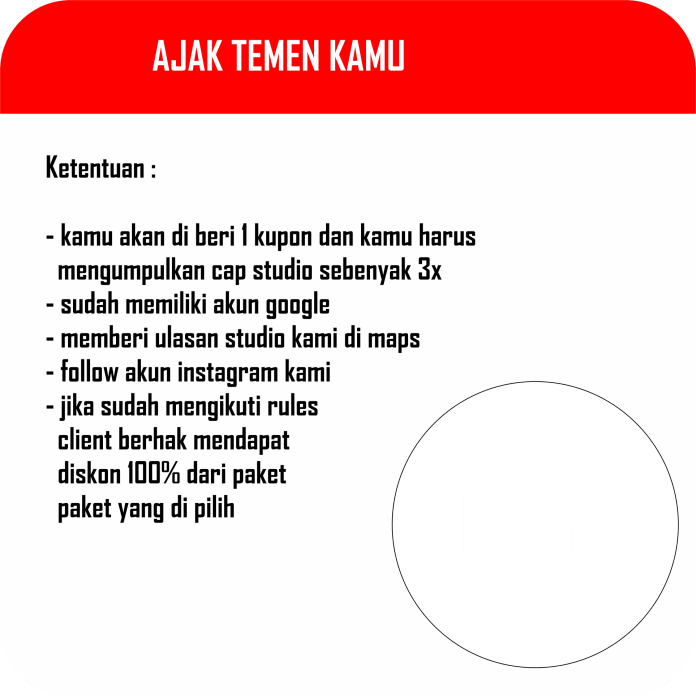 AJAK TEMEN KAMU
Ketentuan :
- kamu akan di beri 1 kupon dan kamu harus
mengumpulkan cap studio sebenyak 3x
- sudah memiliki akun google
- memberi ulasan studio kami di maps
- follow akun instagram kami
- jika sudah mengikuti rules
client berhak mendapat
diskon 100% dari paket
paket yang di pilih